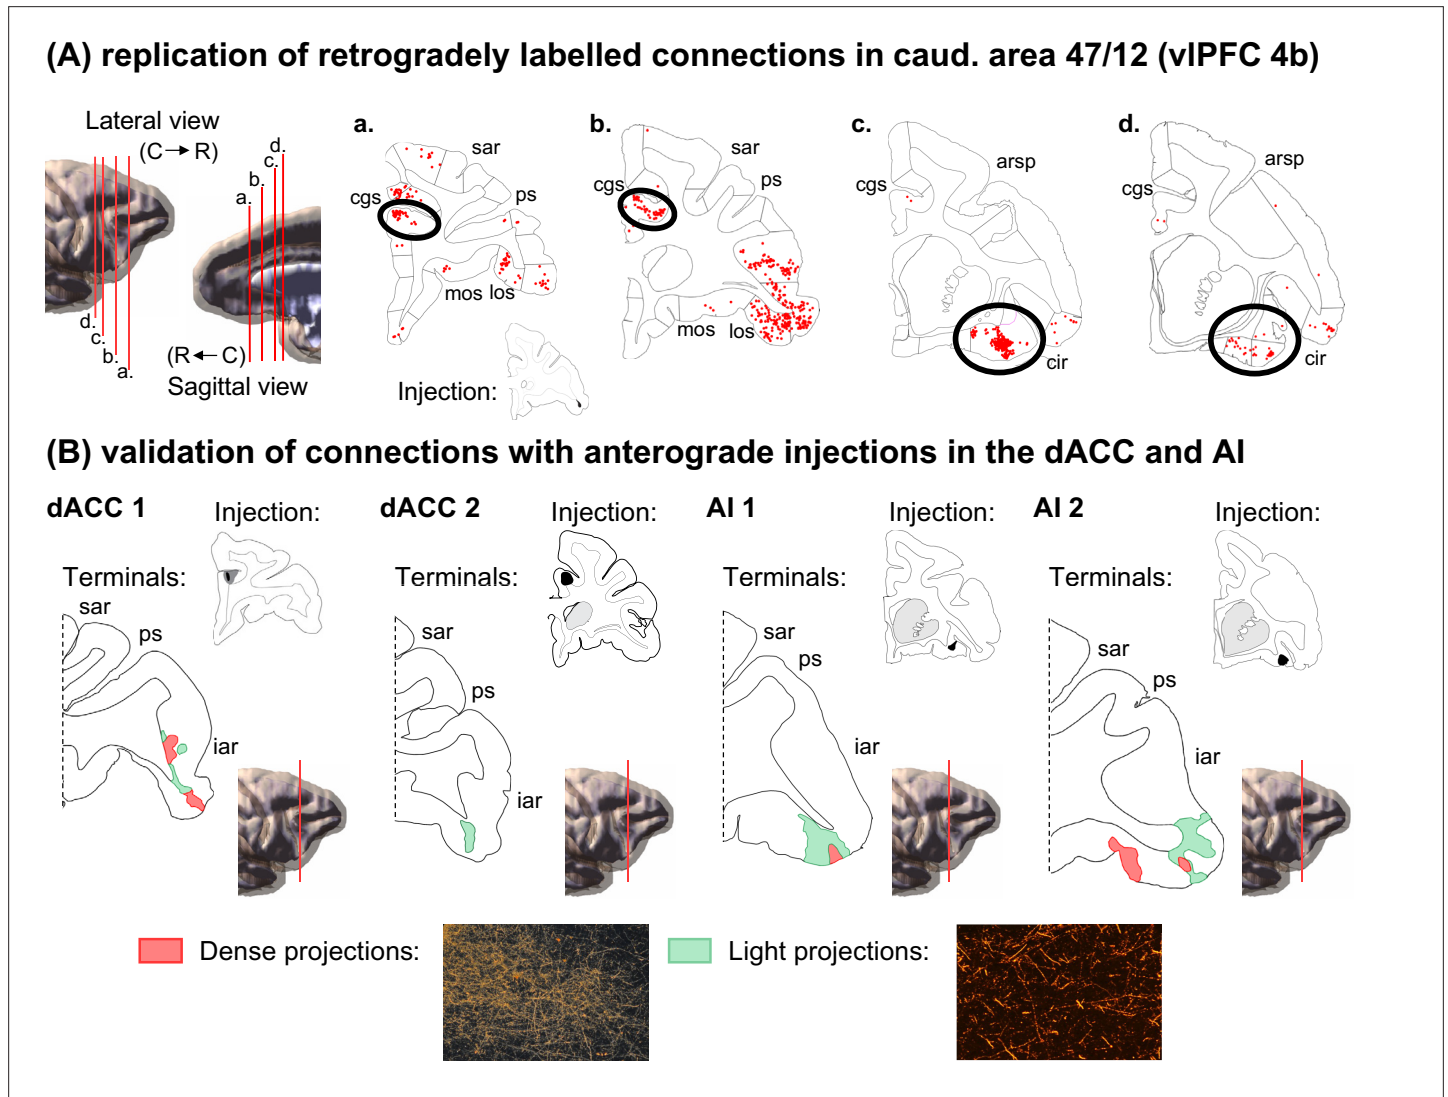 (A) replication of retrogradely labelled connections in caud. area 47/12 (vlPFC 4b)
Lateral view
(C→R)
d.
c.
b.
a.
d.
c.
b.
a.
(R←C)
Sagittal view
a.
sar
cgs
ps
mos
los
b.
sar
cgs
ps
mos
los
c.
arsp
cgs
cir
d.
arsp
cgs
cir
Injection:
(B) validation of connections with anterograde injections in the dACC and AI
dACC 1
Injection:
Terminals:
sar
ps
iar
dACC 2
Injection:
Terminals:
sar
ps
iar
AI 1
Injection:
Terminals:
sar
ps
iar
AI 2
Injection:
Terminals:
sar
ps
iar
Dense projections:
Light projections: